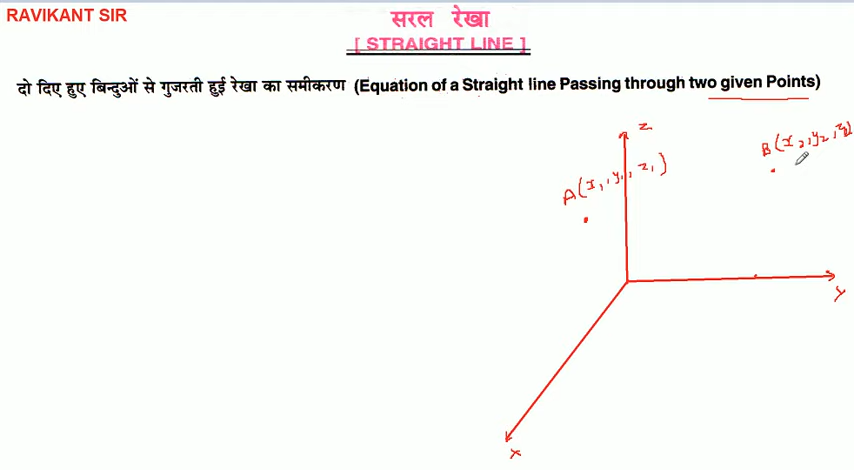 RAVIKANT SIR
सरल रेखा
[ STRAIGHT LINE ]
दो दिए हुए बिन्दुओं से गुजरती हुई रेखा का समीकरण (Equation of a Straight line Passing through two given Points)
z
B(x₂,y₂,z₂)
A(x₁,y₁,z₁)
y
x